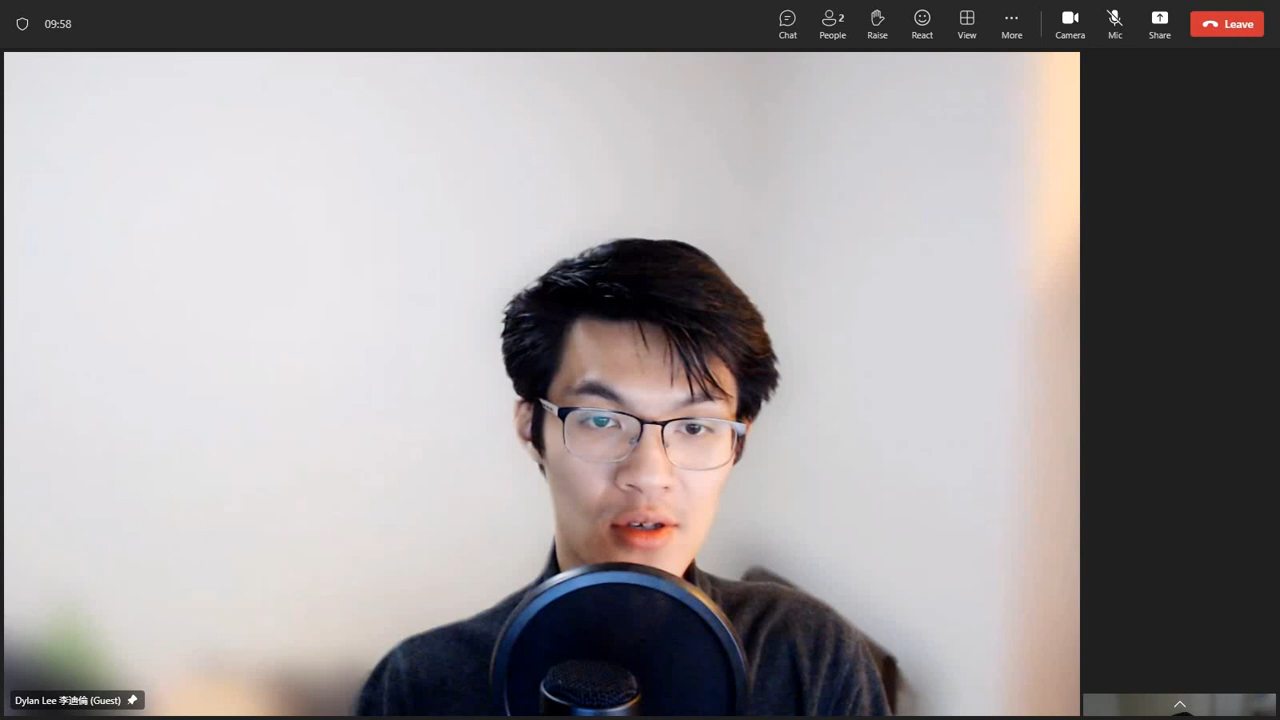 09:58
Chat
2
People
Raise
React
View
More
Camera
Mic
Share
Leave
Dylan Lee 李迪倫 (Guest)